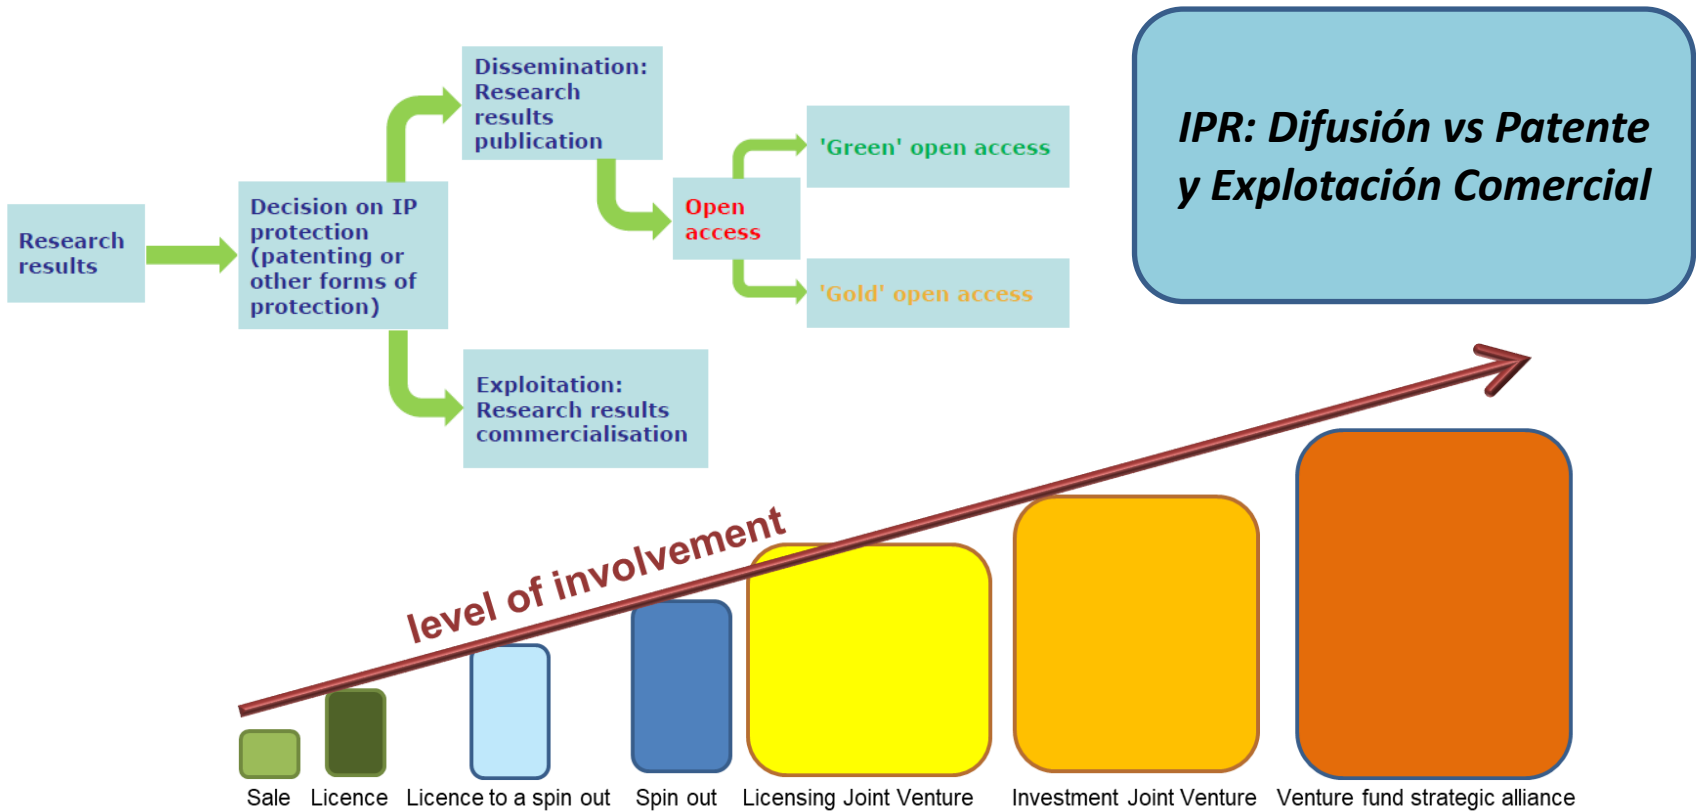 Research
results
Decision on IP
protection
(patenting or
other forms of
protection)
Dissemination:
Research
results
publication
Open
access
'Green' open access
'Gold' open access
Exploitation:
Research results
commercialisation
IPR: Difusión vs Patente
y Explotación Comercial
level of involvement
Sale
Licence
Licence to a spin out
Spin out
Licensing Joint Venture
Investment Joint Venture
Venture fund strategic alliance